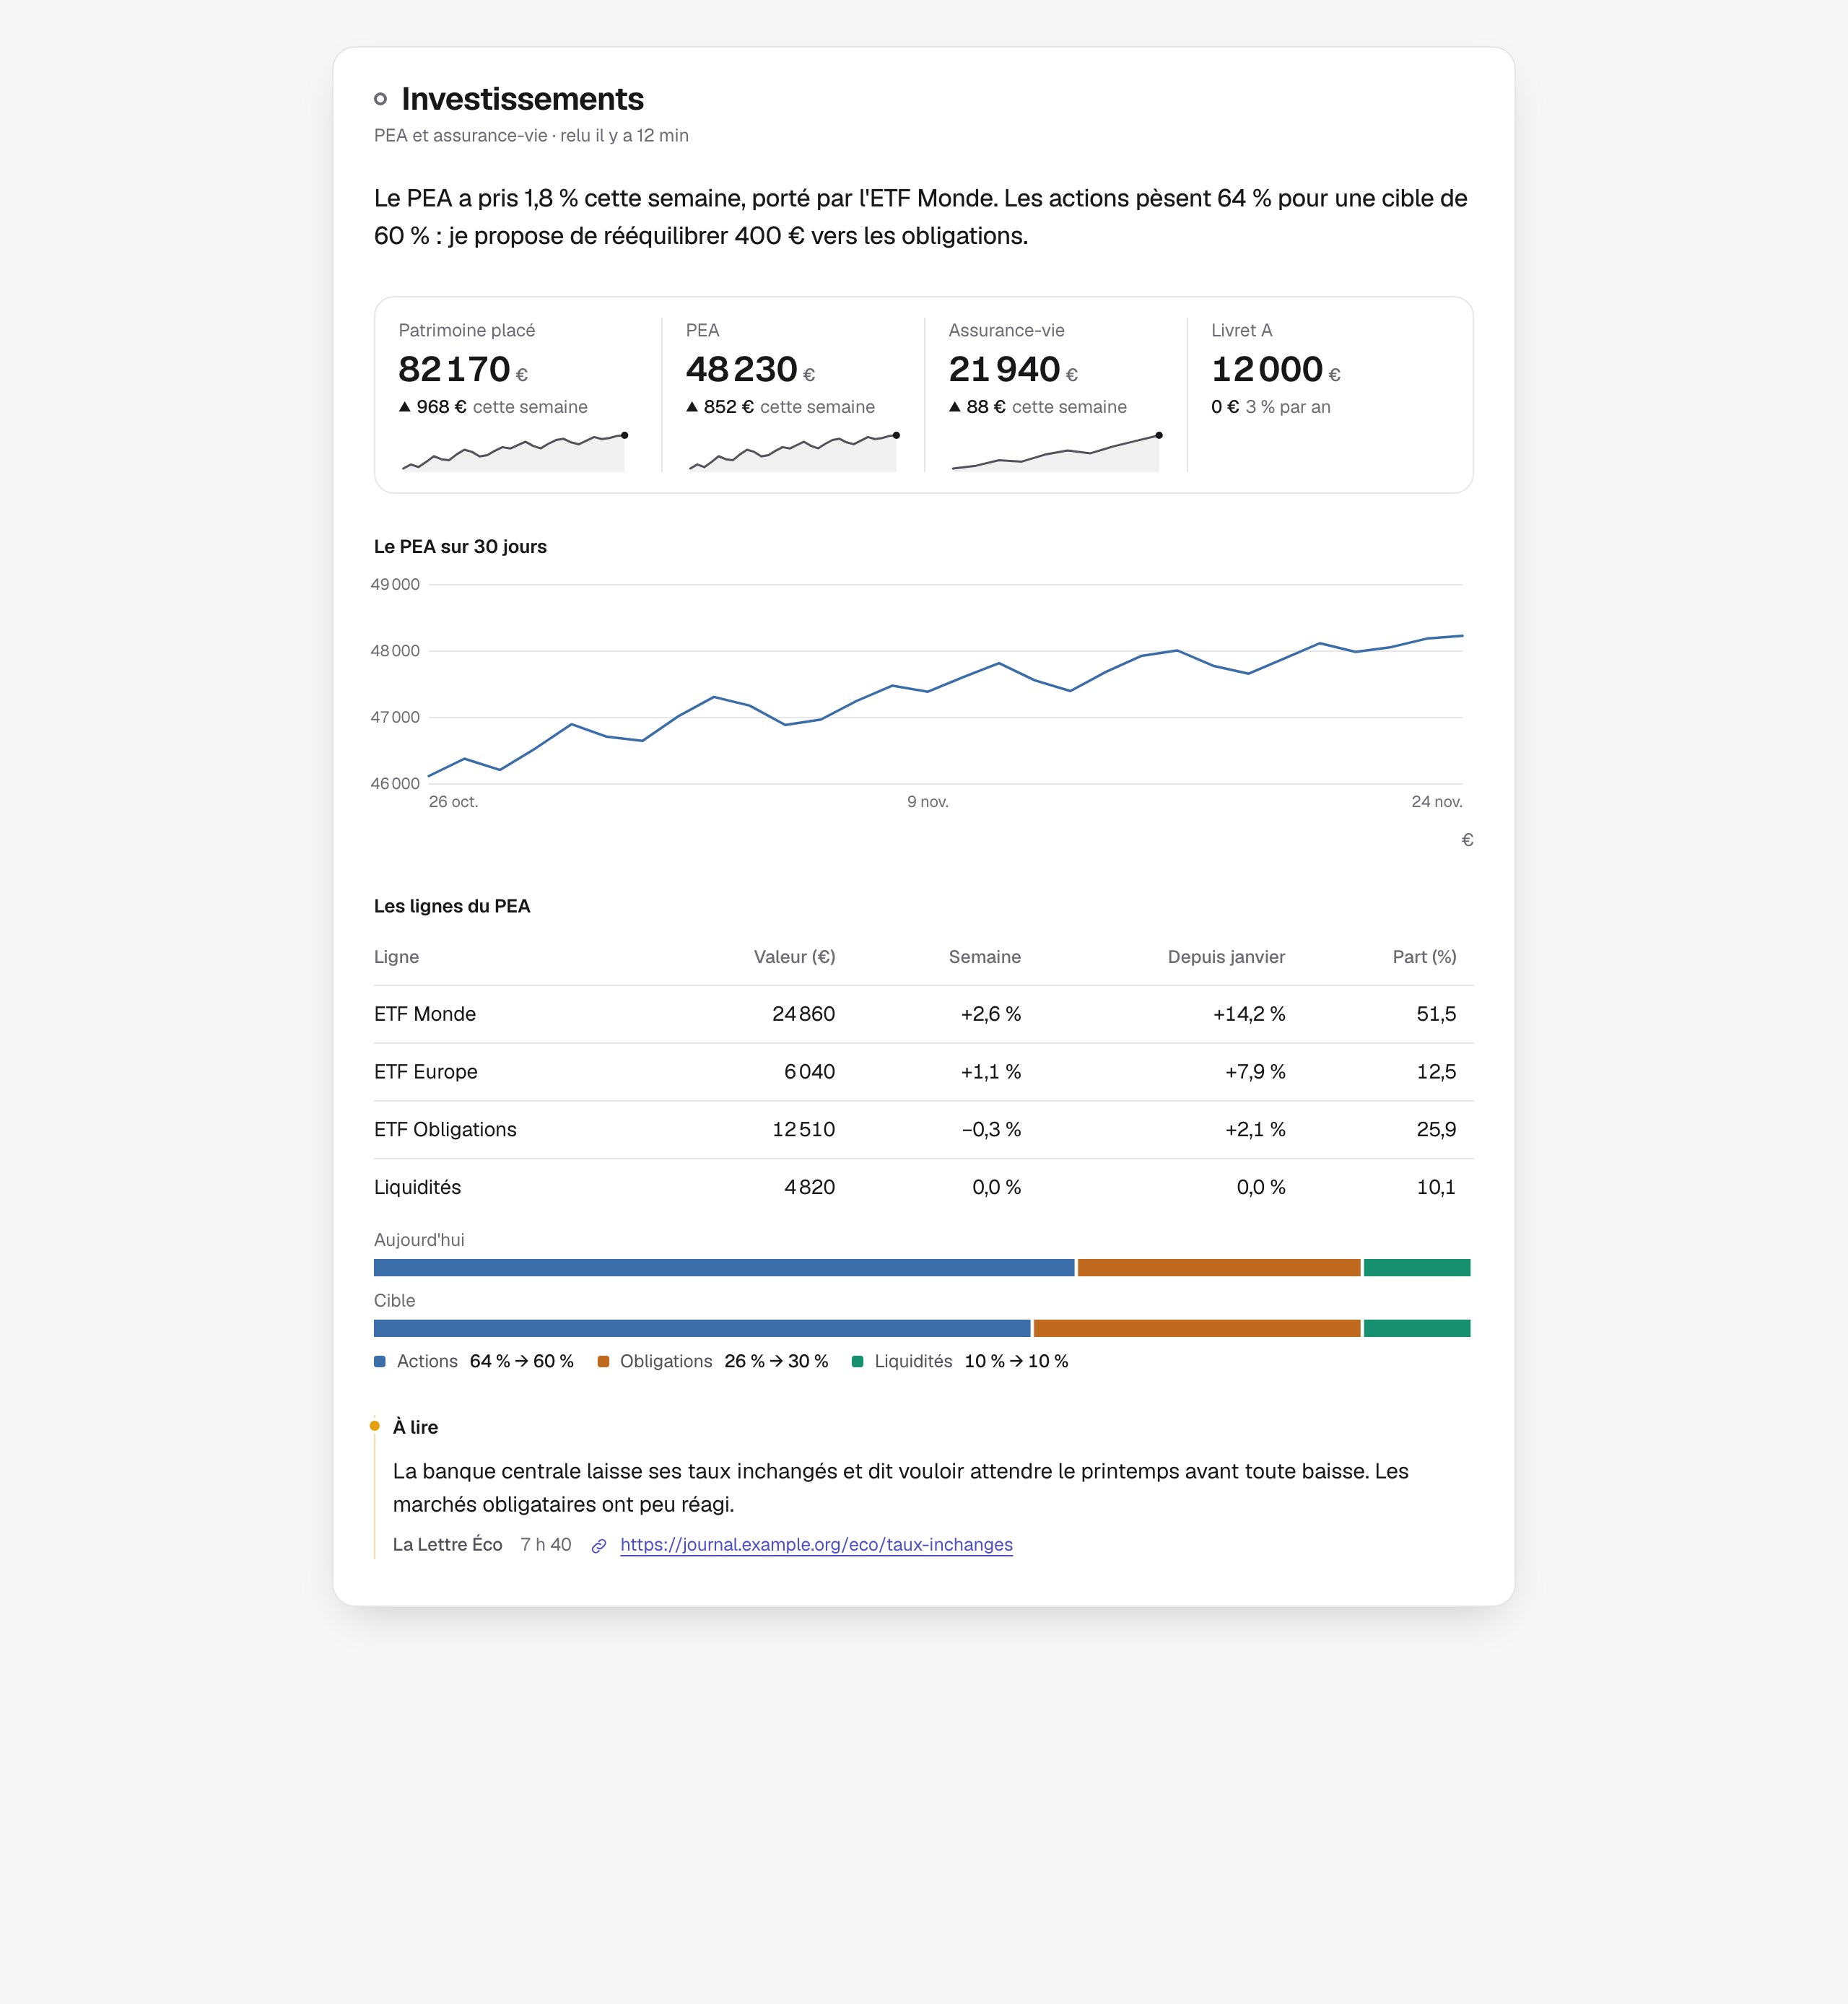 Investissements
PEA et assurance-vie · relu il y a 12 min
Le PEA a pris 1,8 % cette semaine, porté par l'ETF Monde. Les actions pèsent 64 % pour une cible de
60 % : je propose de rééquilibrer 400 € vers les obligations.
Patrimoine placé
82 170 €
▲ 968 € cette semaine
PEA
48 230 €
▲ 852 € cette semaine
Assurance-vie
21 940 €
▲ 88 € cette semaine
Livret A
12 000 €
0 € 3 % par an
Le PEA sur 30 jours
49 000
48 000
47 000
46 000
26 oct. 9 nov. 24 nov.
€
Les lignes du PEA
Ligne Valeur (€) Semaine Depuis janvier Part (%)
ETF Monde 24 860 +2,6 % +14,2 % 51,5
ETF Europe 6 040 +1,1 % +7,9 % 12,5
ETF Obligations 12 510 −0,3 % +2,1 % 25,9
Liquidités 4 820 0,0 % 0,0 % 10,1
Aujourd'hui
Cible
Actions 64 % → 60 % Obligations 26 % → 30 % Liquidités 10 % → 10 %
À lire
La banque centrale laisse ses taux inchangés et dit vouloir attendre le printemps avant toute baisse. Les
marchés obligataires ont peu réagi.
La Lettre Éco 7 h 40 https://journal.example.org/eco/taux-inchanges